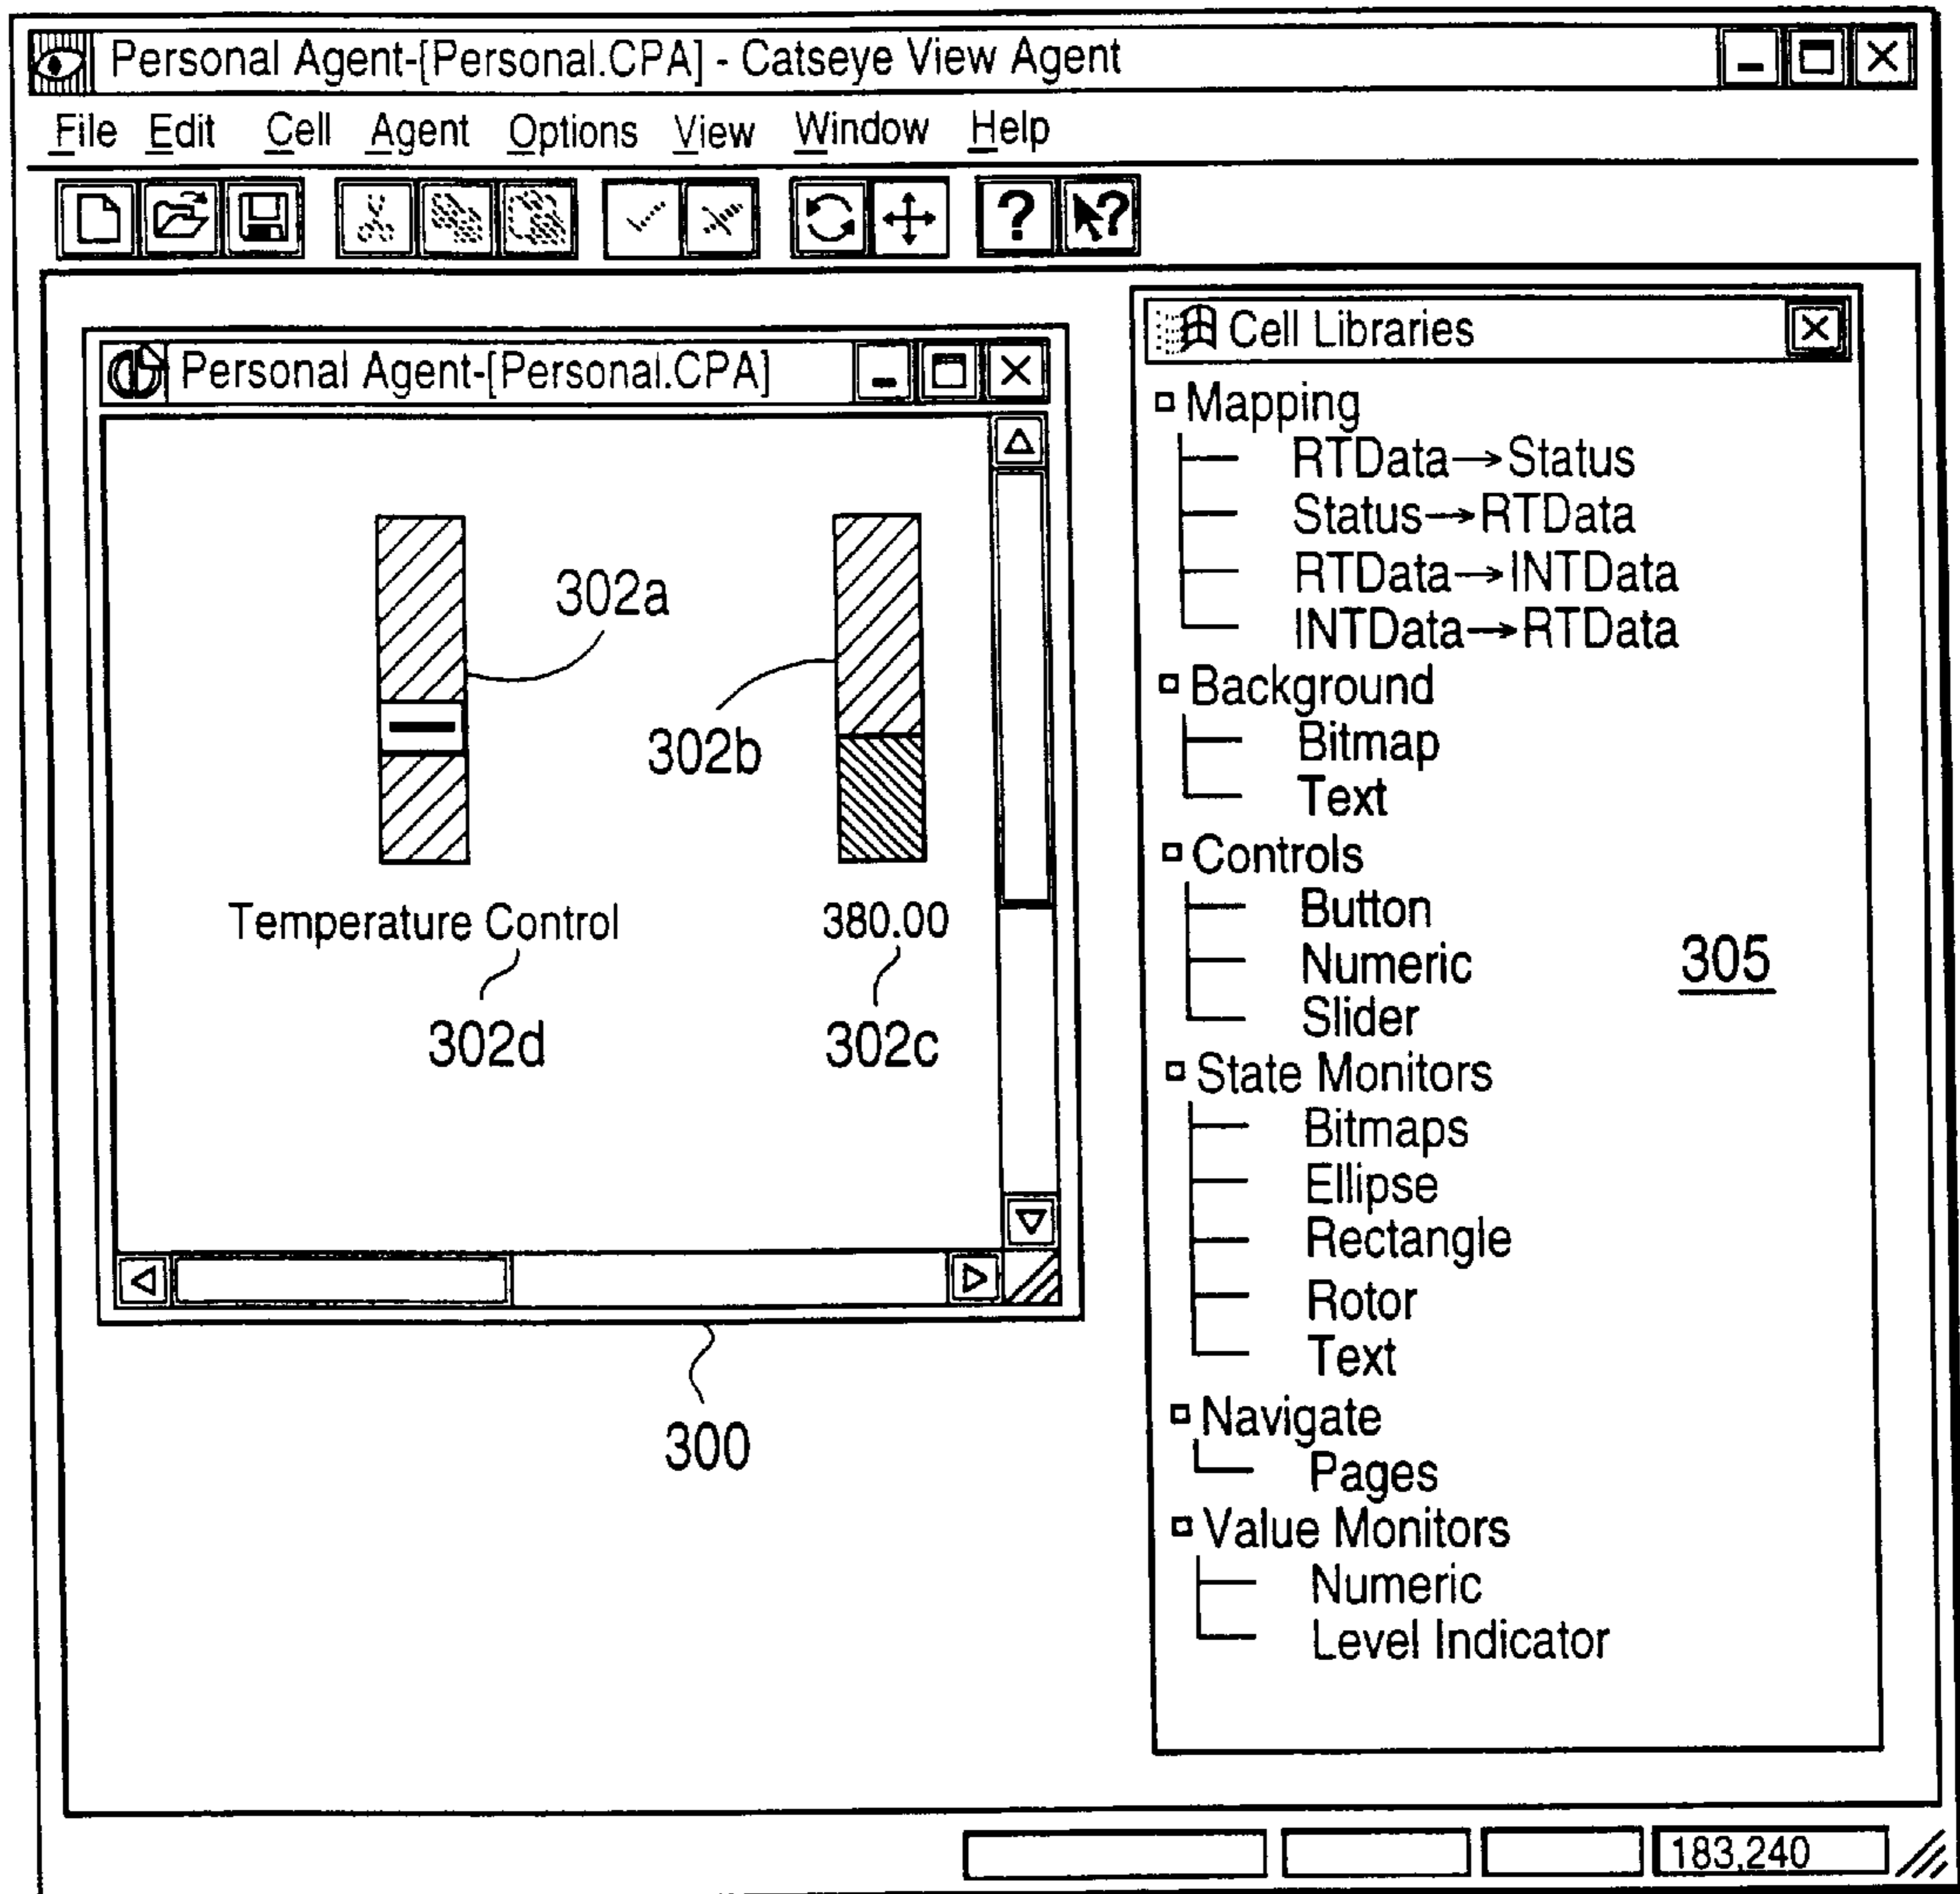 Personal Agent-[Personal.CPA] - Catseye View Agent
File Edit Cell Agent Options View Window Help
? ?
Personal Agent-[Personal.CPA]
302a
302b
Temperature Control
380.00
302d
302c
300
Cell Libraries
Mapping
RTData→Status
Status→RTData
RTData→INTData
INTData→RTData
Background
Bitmap
Text
Controls
Button
Numeric
Slider
305
State Monitors
Bitmaps
Ellipse
Rectangle
Rotor
Text
Navigate
Pages
Value Monitors
Numeric
Level Indicator
183,240